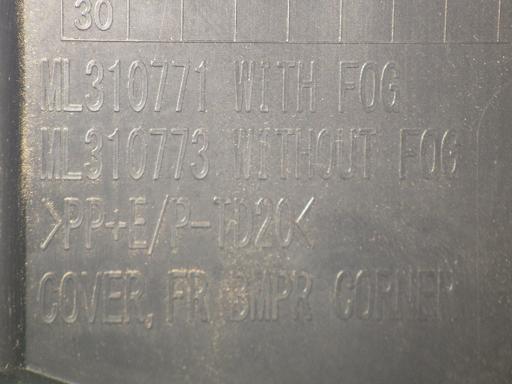 30
ML310771 WITH FOG
ML310773 WITHOUT FOG
>PP+E/P-TD20<
COVER, FR BMPR CORNER